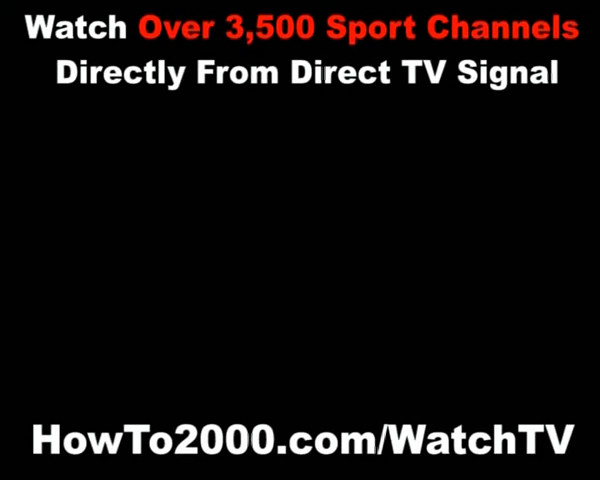 Watch Over 3,500 Sport Channels
Directly From Direct TV Signal
HowTo2000.com/WatchTV